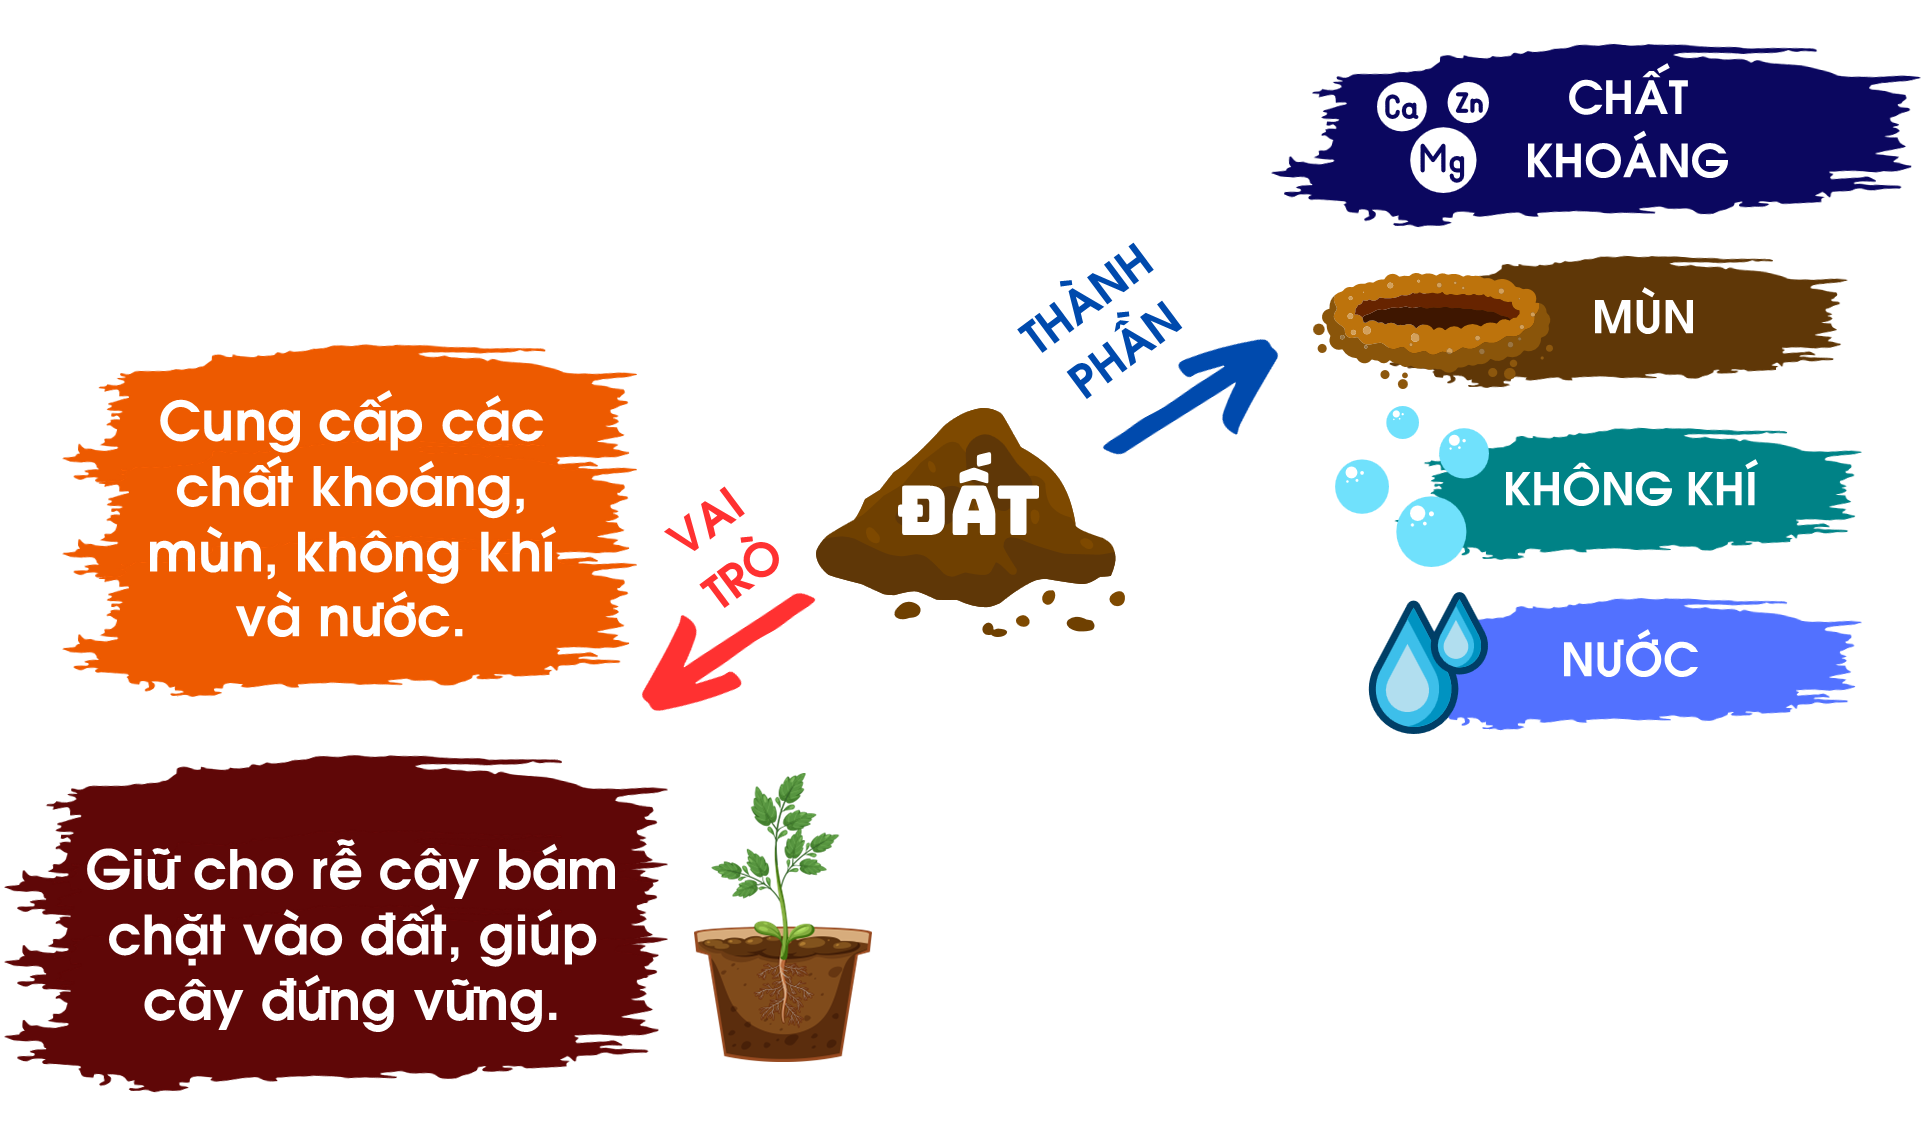 ĐẤT
THÀNH
PHẦN
Ca
Zn
Mg
CHẤT
KHOÁNG
MÙN
KHÔNG KHÍ
NƯỚC
VAI
TRÒ
Cung cấp các
chất khoáng,
mùn, không khí
và nước.
Giữ cho rễ cây bám
chặt vào đất, giúp
cây đứng vững.